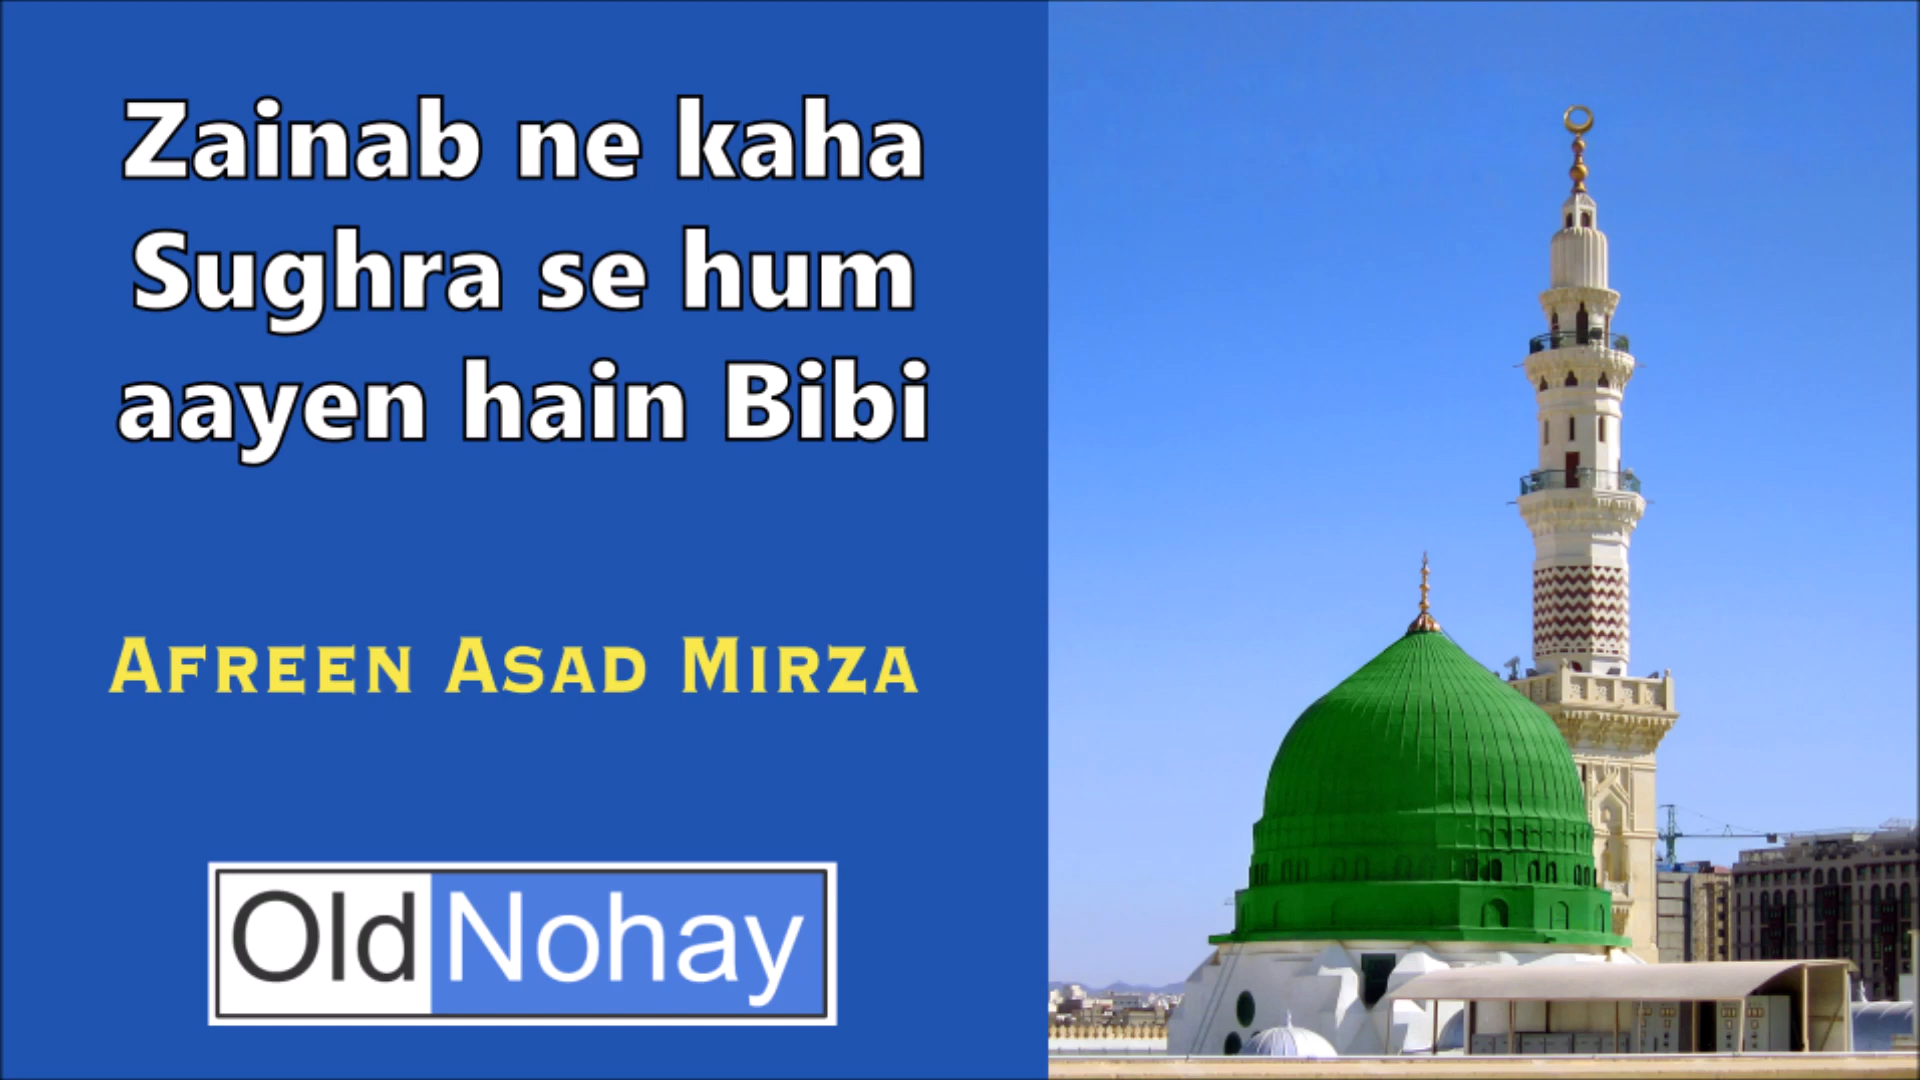 Zainab ne kaha
Sughra se hum
aayen hain Bibi
AFREEN ASAD MIRZA
OldNohay